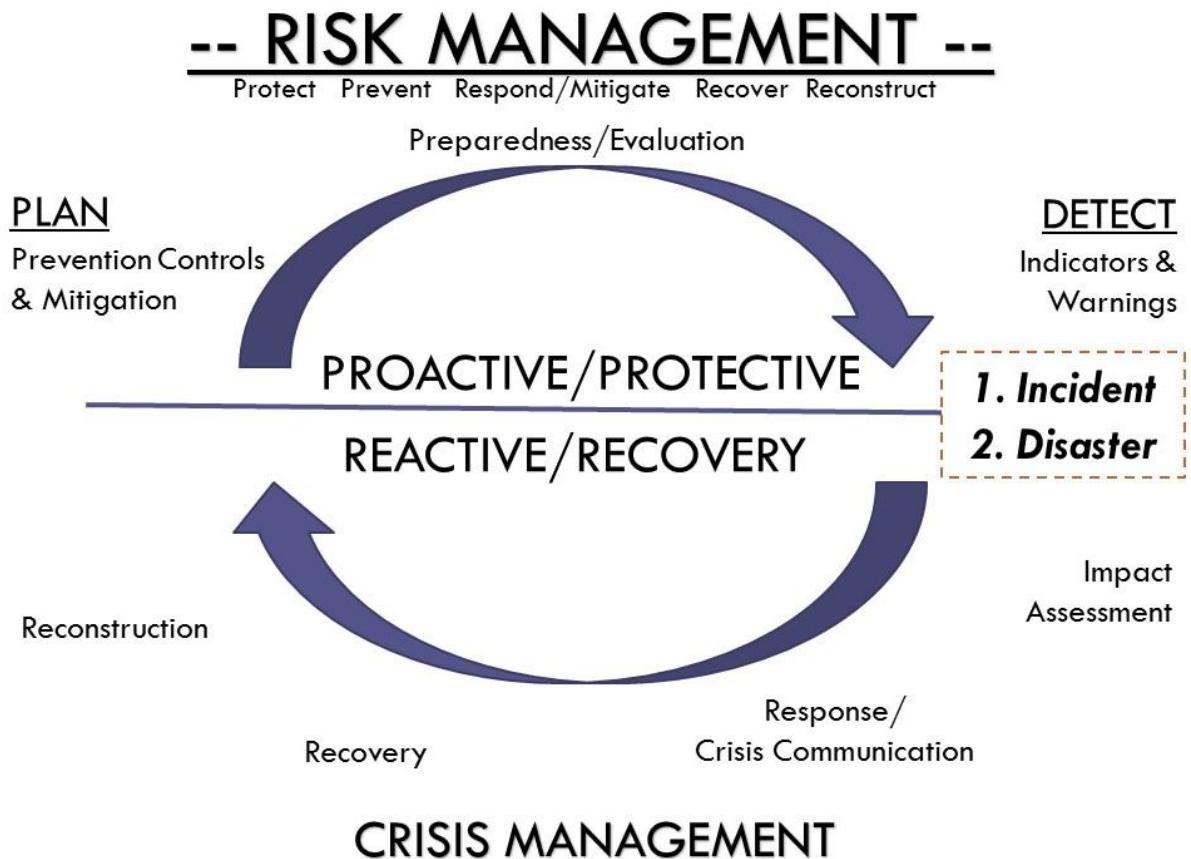 -- RISK MANAGEMENT --
Protect Prevent Respond/Mitigate Recover Reconstruct
Preparedness/Evaluation
PLAN
Prevention Controls
& Mitigation
DETECT
Indicators &
Warnings
PROACTIVE/PROTECTIVE
1. Incident
2. Disaster
REACTIVE/RECOVERY
Impact
Assessment
Reconstruction
Response/
Crisis Communication
Recovery
CRISIS MANAGEMENT